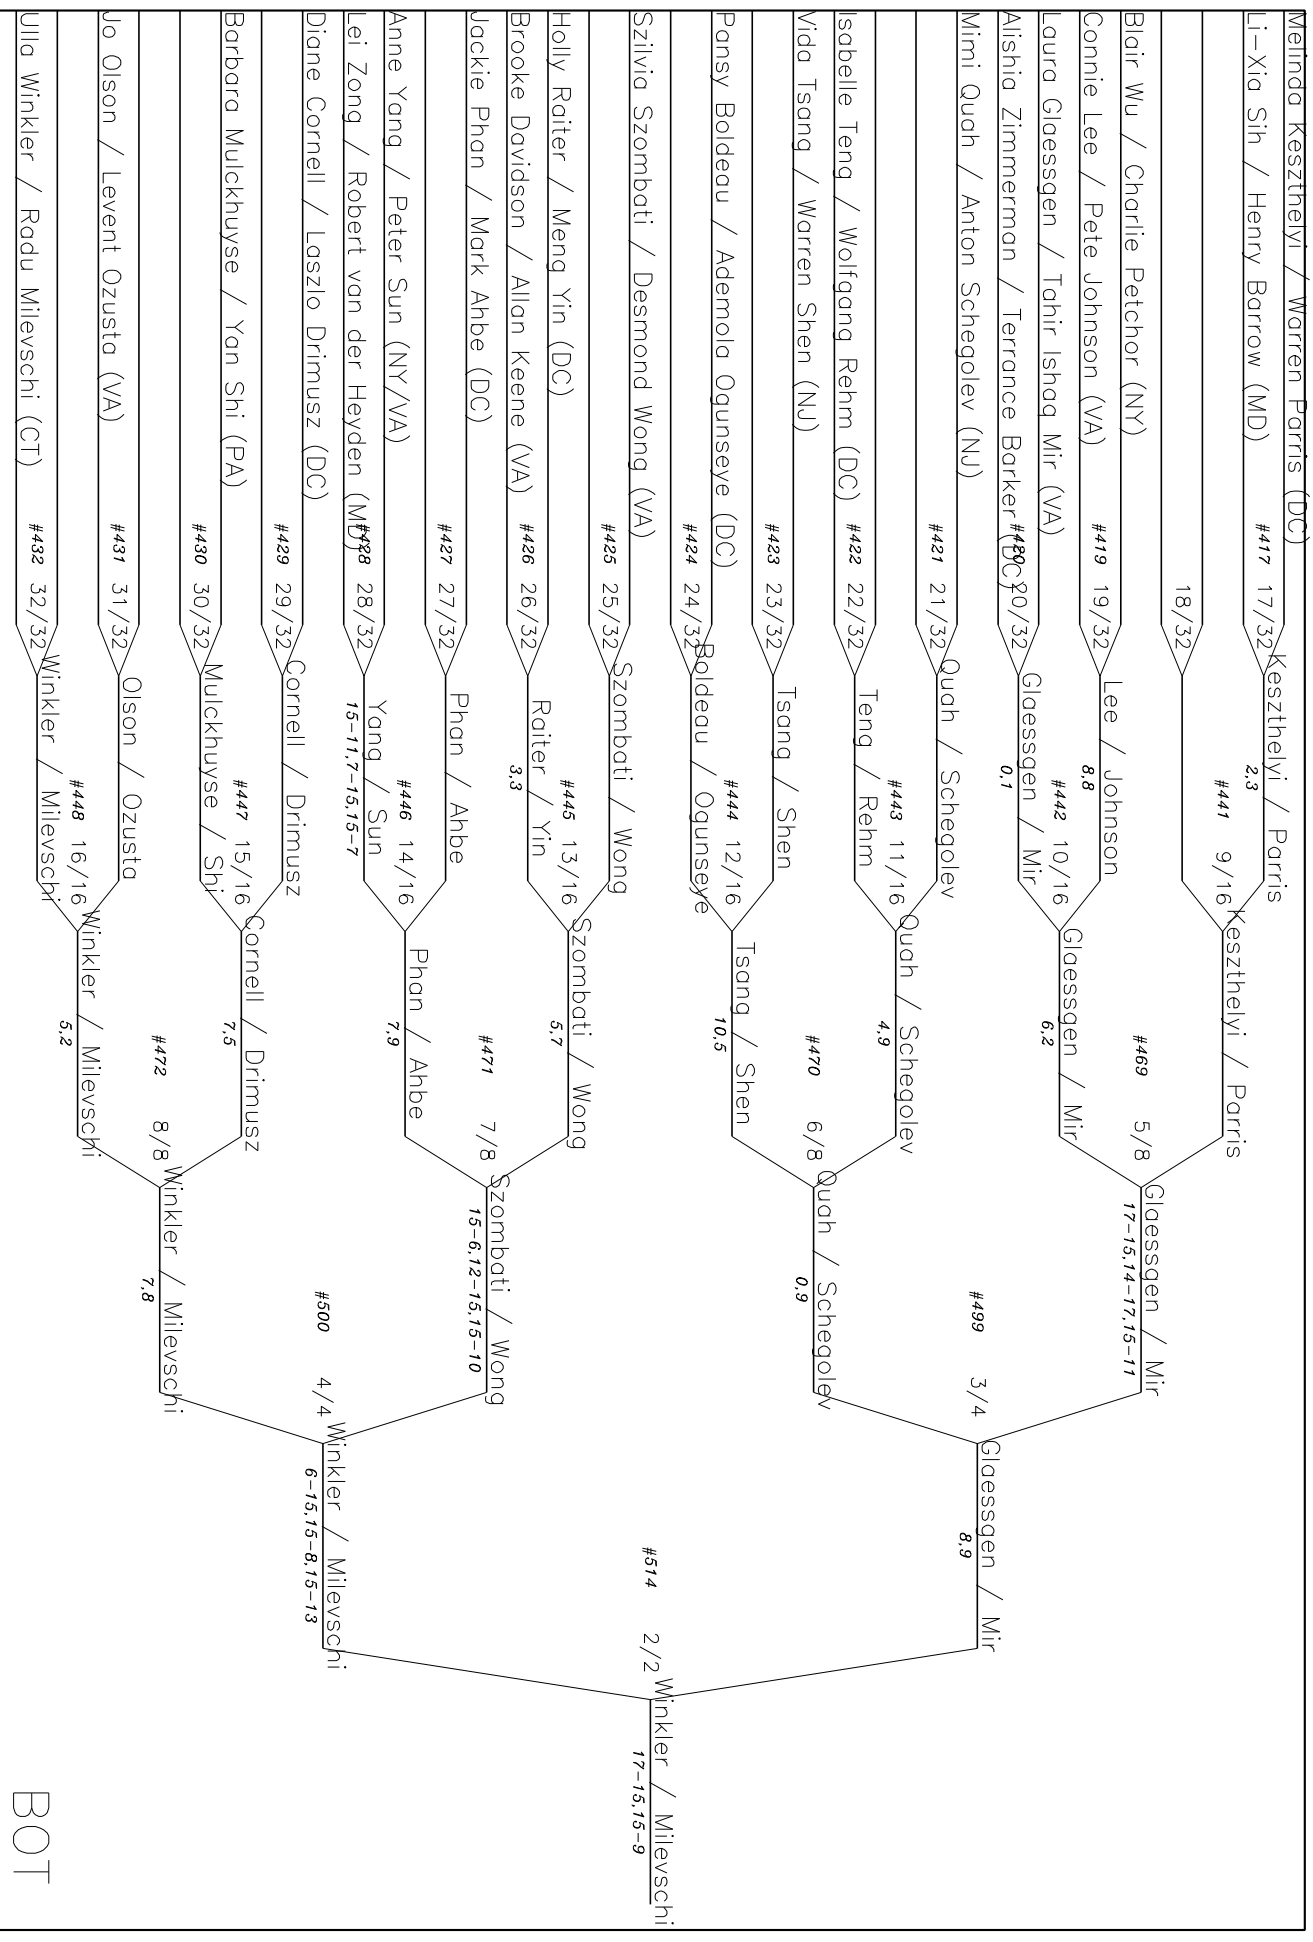 Melinda Keszthelyi / Warren Parris (DC)
Li-Xia Sih / Henry Barrow (MD)
Blair Wu / Charlie Petchor (NY)
Connie Lee / Pete Johnson (VA)
Laura Glaessgen / Tahir Ishaq Mir (VA)
Alishia Zimmerman / Terrance Barker (DC)
Mimi Quah / Anton Schegolev (NJ)
Isabelle Teng / Wolfgang Rehm (DC)
Vida Tsang / Warren Shen (NJ)
Pansy Boldeau / Ademola Ogunseye (DC)
Szilvia Szombati / Desmond Wong (VA)
Holly Raiter / Meng Yin (DC)
Brooke Davidson / Allan Keene (VA)
Jackie Phan / Mark Ahbe (DC)
Anne Yang / Peter Sun (NY/VA)
Lei Zong / Robert van der Heyden (MD)
Diane Cornell / Laszlo Drimusz (DC)
Barbara Mulckhuyse / Yan Shi (PA)
Jo Olson / Levent Ozusta (VA)
Ulla Winkler / Radu Milevschi (CT)
#417 17/32
18/32
#419 19/32
#420 20/32
#421 21/32
#422 22/32
#423 23/32
#424 24/32
#425 25/32
#426 26/32
#427 27/32
#428 28/32
#429 29/32
#430 30/32
#431 31/32
#432 32/32
Keszthelyi / Parris
2,3
Lee / Johnson
8,8
Glaessgen / Mir
0,1
Quah / Schegolev
Teng / Rehm
Tsang / Shen
Boldeau / Ogunseye
Szombati / Wong
Raiter / Yin
3,3
Phan / Ahbe
Yang / Sun
15-11,7-15,15-7
Cornell / Drimusz
Mulckhuyse / Shi
Olson / Ozusta
Winkler / Milevschi
#441 9/16
#442 10/16
#443 11/16
#444 12/16
#445 13/16
#446 14/16
#447 15/16
#448 16/16
Keszthelyi / Parris
Glaessgen / Mir
6,2
Quah / Schegolev
4,9
Tsang / Shen
10,5
Szombati / Wong
5,7
Phan / Ahbe
7,9
Cornell / Drimusz
7,5
Winkler / Milevschi
5,2
#469 5/8
#470 6/8
#471 7/8
#472 8/8
Glaessgen / Mir
17-15,14-17,15-11
Quah / Schegolev
0,9
Szombati / Wong
15-6,12-15,15-10
Winkler / Milevschi
7,8
#499 3/4
#500 4/4
Glaessgen / Mir
8,9
Winkler / Milevschi
6-15,15-8,15-13
#514 2/2
Winkler / Milevschi
17-15,15-9
BOT